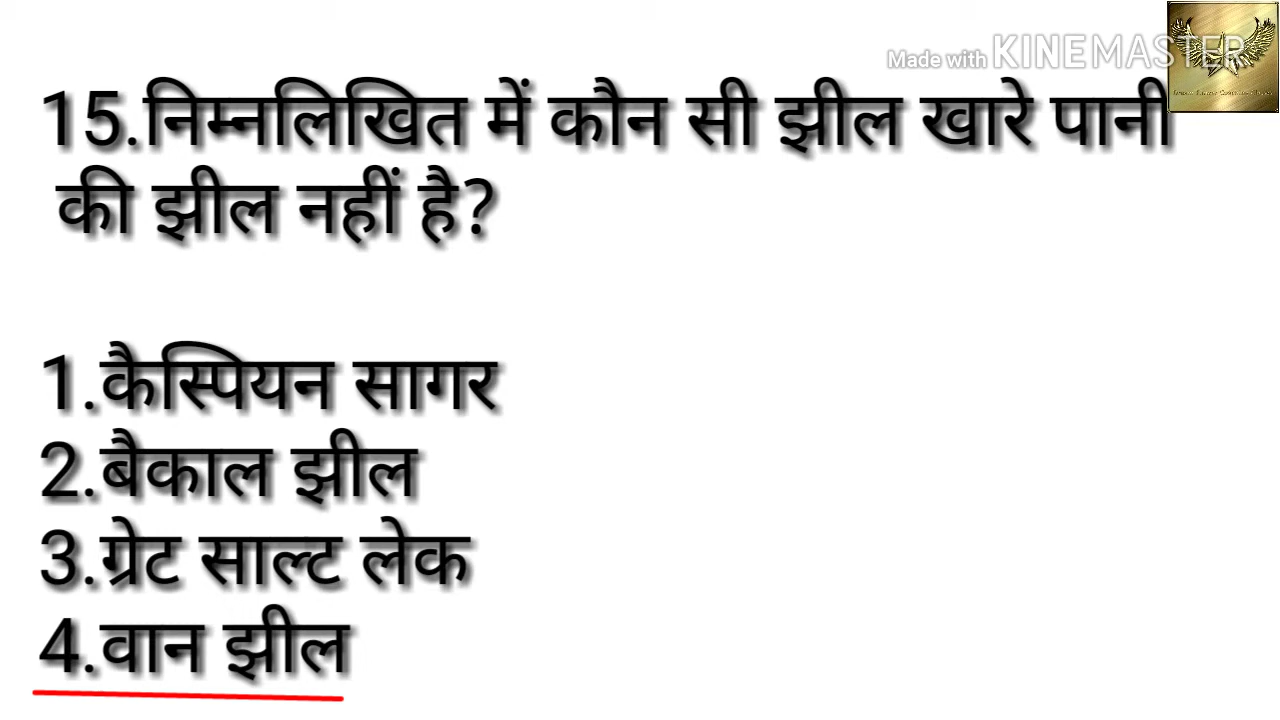 Made with KINEMASTER
15.निम्नलिखित में कौन सी झील खारे पानी
की झील नहीं है?
1.कैस्पियन सागर
2.बैकाल झील
3.ग्रेट साल्ट लेक
4.वान झील